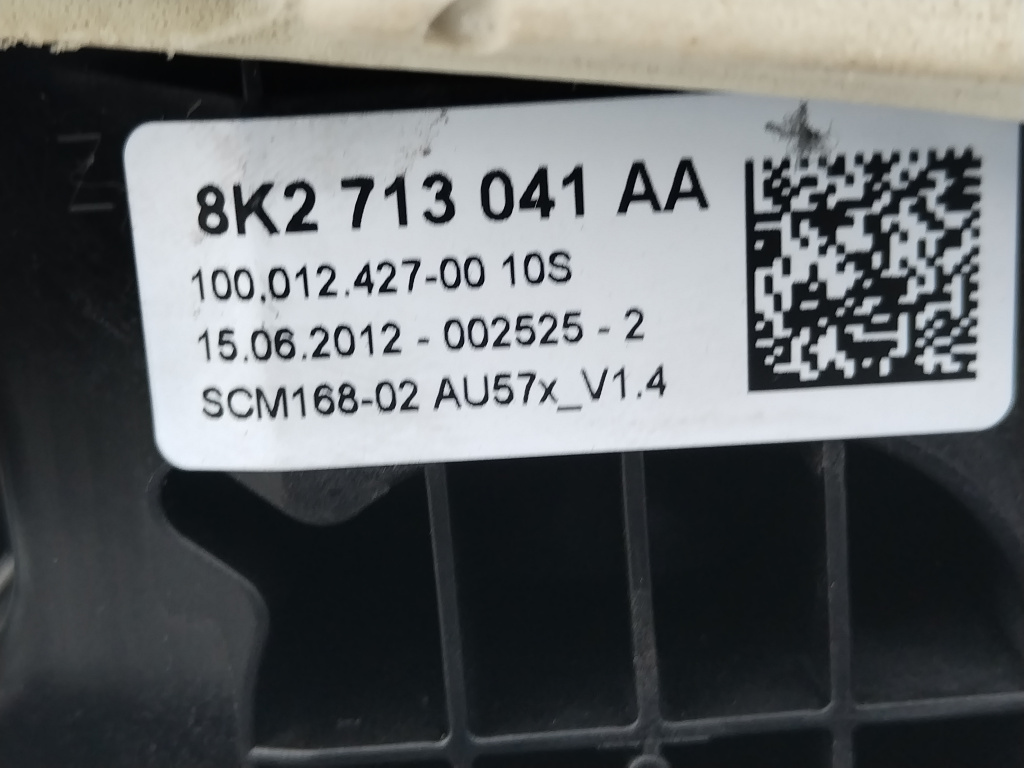 8K2 713 041 AA
100.012.427-00 10S
15.06.2012 - 002525 - 2
SCM168-02 AU57x_V1.4